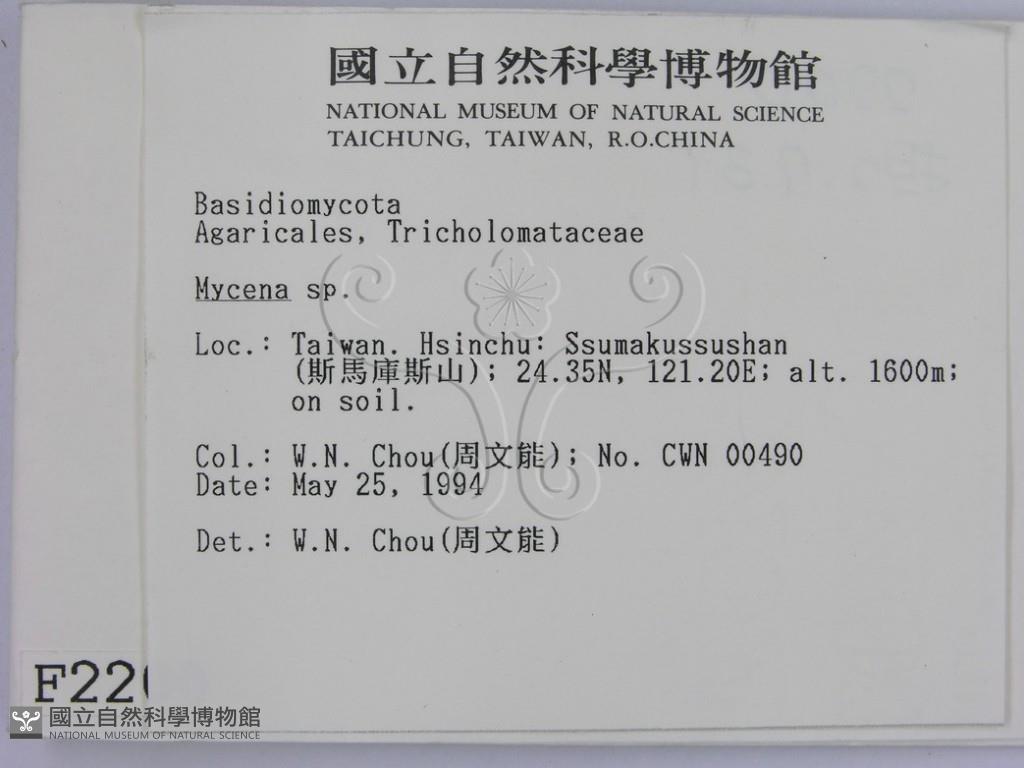 國立自然科學博物館
NATIONAL MUSEUM OF NATURAL SCIENCE
TAICHUNG, TAIWAN, R.O.CHINA
Basidiomycota
Agaricales, Tricholomataceae
Mycena sp.
Loc.: Taiwan. Hsinchu: Ssumakussushan
(斯馬庫斯山); 24.35N, 121.20E; alt. 1600m;
on soil.
Col.: W.N. Chou(周文能); No. CWN 00490
Date: May 25, 1994
Det.: W.N. Chou(周文能)
國立自然科學博物館
NATIONAL MUSEUM OF NATURAL SCIENCE